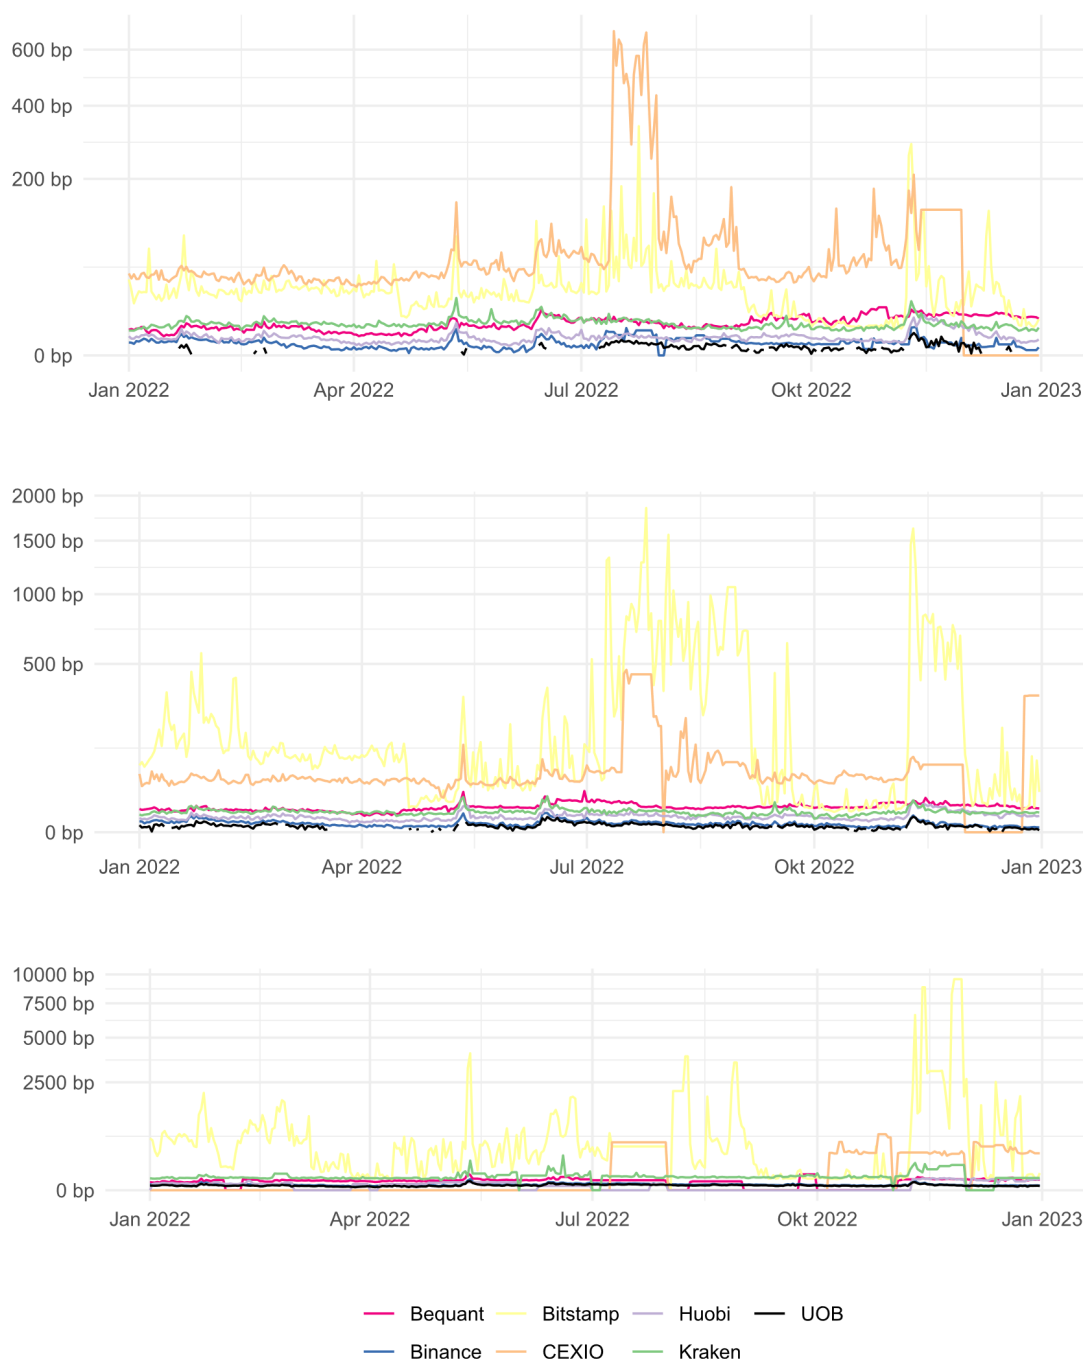 600 bp
400 bp
200 bp
0 bp
Jan 2022 Apr 2022 Jul 2022 Okt 2022 Jan 2023
2000 bp
1500 bp
1000 bp
500 bp
0 bp
Jan 2022 Apr 2022 Jul 2022 Okt 2022 Jan 2023
10000 bp
7500 bp
5000 bp
2500 bp
0 bp
Jan 2022 Apr 2022 Jul 2022 Okt 2022 Jan 2023
Bequant Bitstamp Huobi UOB
Binance CEXIO Kraken